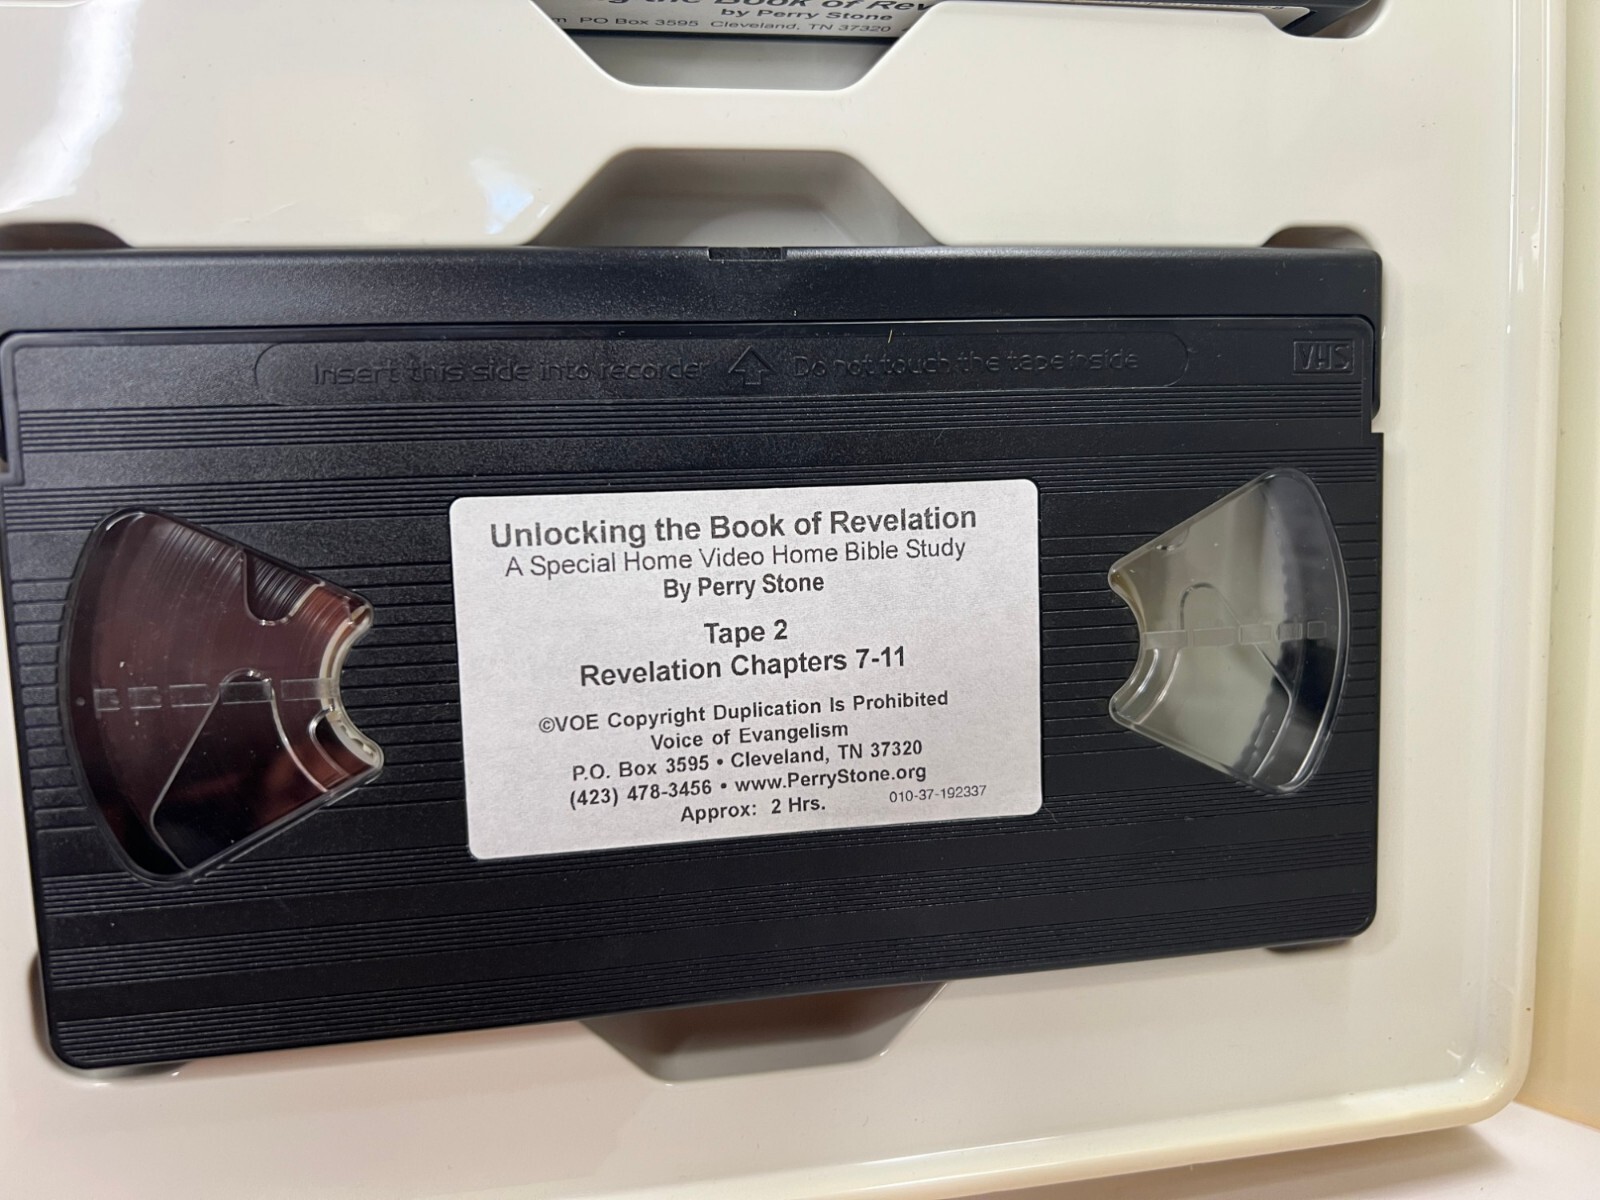 the Book of
by Perry Stone
PO Box 3595 Cleveland, TN 37320
Insert this side into recorder Do not touch the tape inside
VHS
Unlocking the Book of Revelation
A Special Home Video Home Bible Study
By Perry Stone
Tape 2
Revelation Chapters 7-11
©VOE Copyright Duplication Is Prohibited
Voice of Evangelism
P.O. Box 3595 • Cleveland, TN 37320
(423) 478-3456 • www.PerryStone.org
Approx: 2 Hrs. 010-37-192337